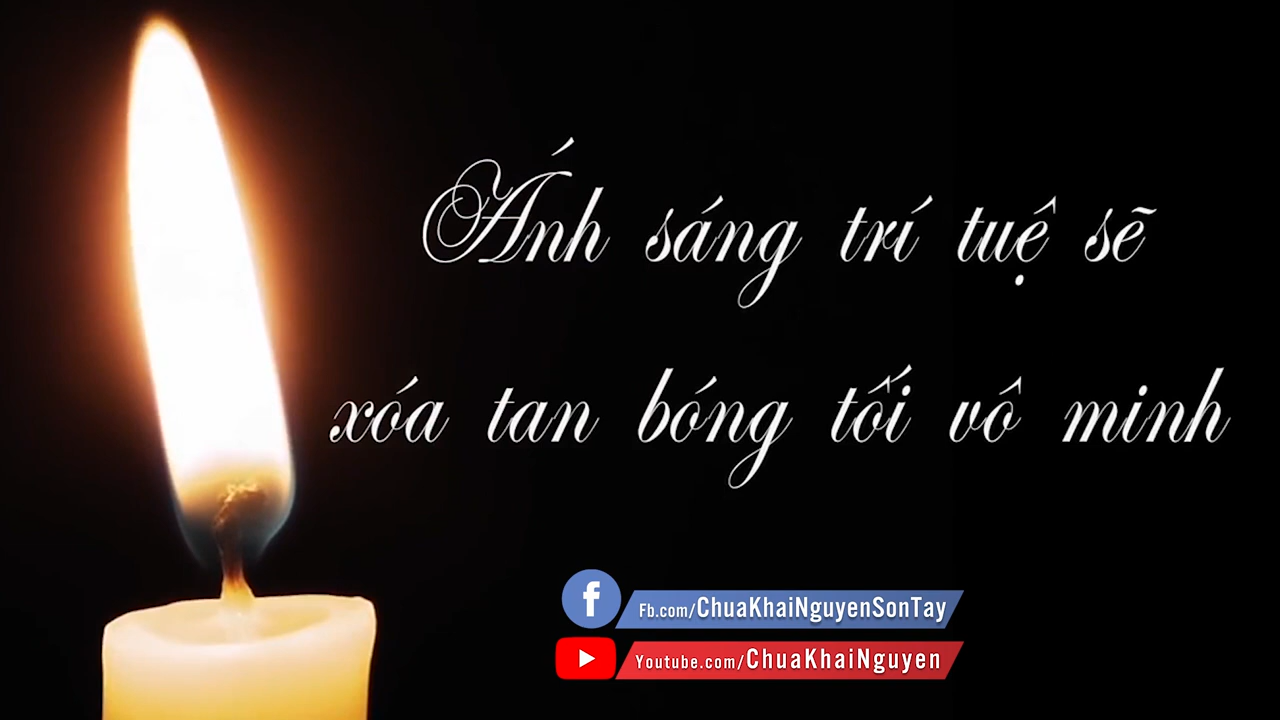 Ánh sáng trí tuệ sẽ
xóa tan bóng tối vô minh
Fb.com/ChuaKhaiNguyenSonTay
Youtube.com/ChuaKhaiNguyen